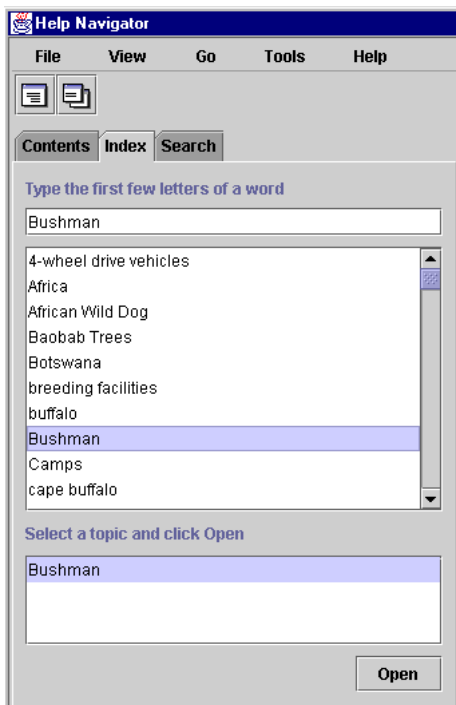 Help Navigator
File View Go Tools Help
Contents Index Search
Type the first few letters of a word
Bushman
4-wheel drive vehicles
Africa
African Wild Dog
Baobab Trees
Botswana
breeding facilities
buffalo
Bushman
Camps
cape buffalo
Select a topic and click Open
Bushman
Open